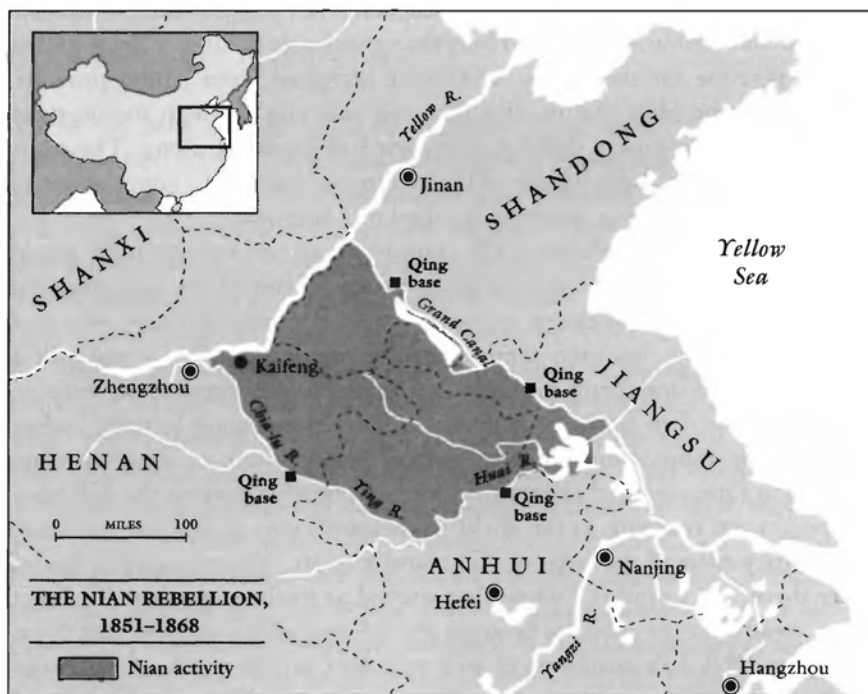 Yellow R.
Jinan
SHANDONG
SHANXI
Yellow
Sea
Qing
base
Grand Canal
Kaifeng
Zhengzhou
Qing
base
JIANGSU
Chia-lu R.
HENAN
Qing
base
Ying R.
Huai R.
Qing
base
0 MILES 100
ANHUI
Nanjing
Hefei
Yangzi R.
Hangzhou
THE NIAN REBELLION,
1851–1868
Nian activity